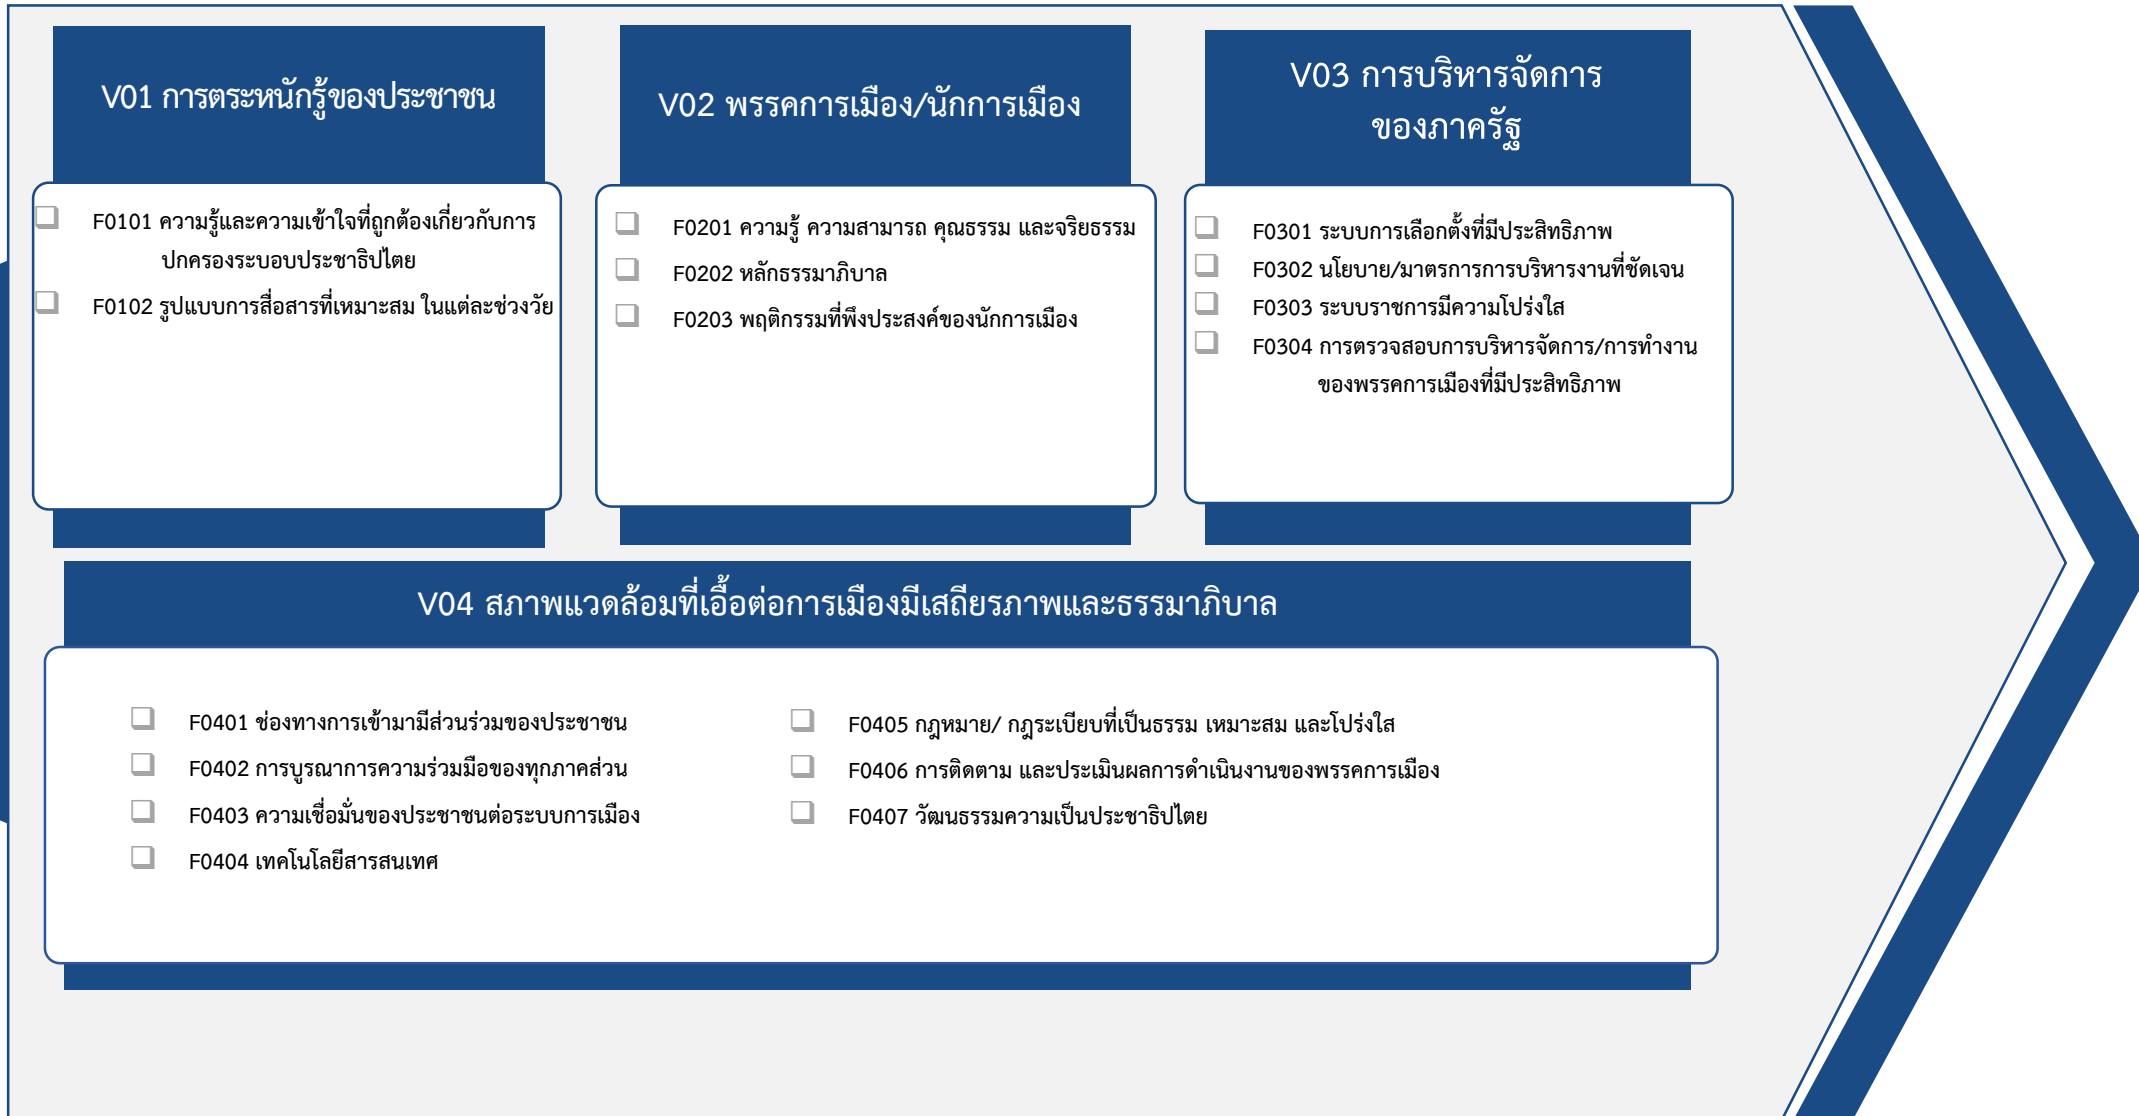 V01 การตระหนักรู้ของประชาชน
F0101 ความรู้และความเข้าใจที่ถูกต้องเกี่ยวกับการ
ปกครองระบอบประชาธิปไตย
F0102 รูปแบบการสื่อสารที่เหมาะสม ในแต่ละช่วงวัย
V02 พรรคการเมือง/นักการเมือง
F0201 ความรู้ ความสามารถ คุณธรรม และจริยธรรม
F0202 หลักธรรมาภิบาล
F0203 พฤติกรรมที่พึงประสงค์ของนักการเมือง
V03 การบริหารจัดการ
ของภาครัฐ
F0301 ระบบการเลือกตั้งที่มีประสิทธิภาพ
F0302 นโยบาย/มาตรการการบริหารงานที่ชัดเจน
F0303 ระบบราชการมีความโปร่งใส
F0304 การตรวจสอบการบริหารจัดการ/การทำงาน
ของพรรคการเมืองที่มีประสิทธิภาพ
V04 สภาพแวดล้อมที่เอื้อต่อการเมืองมีเสถียรภาพและธรรมาภิบาล
F0401 ช่องทางการเข้ามามีส่วนร่วมของประชาชน
F0402 การบูรณาการความร่วมมือของทุกภาคส่วน
F0403 ความเชื่อมั่นของประชาชนต่อระบบการเมือง
F0404 เทคโนโลยีสารสนเทศ
F0405 กฎหมาย/ กฎระเบียบที่เป็นธรรม เหมาะสม และโปร่งใส
F0406 การติดตาม และประเมินผลการดำเนินงานของพรรคการเมือง
F0407 วัฒนธรรมความเป็นประชาธิปไตย